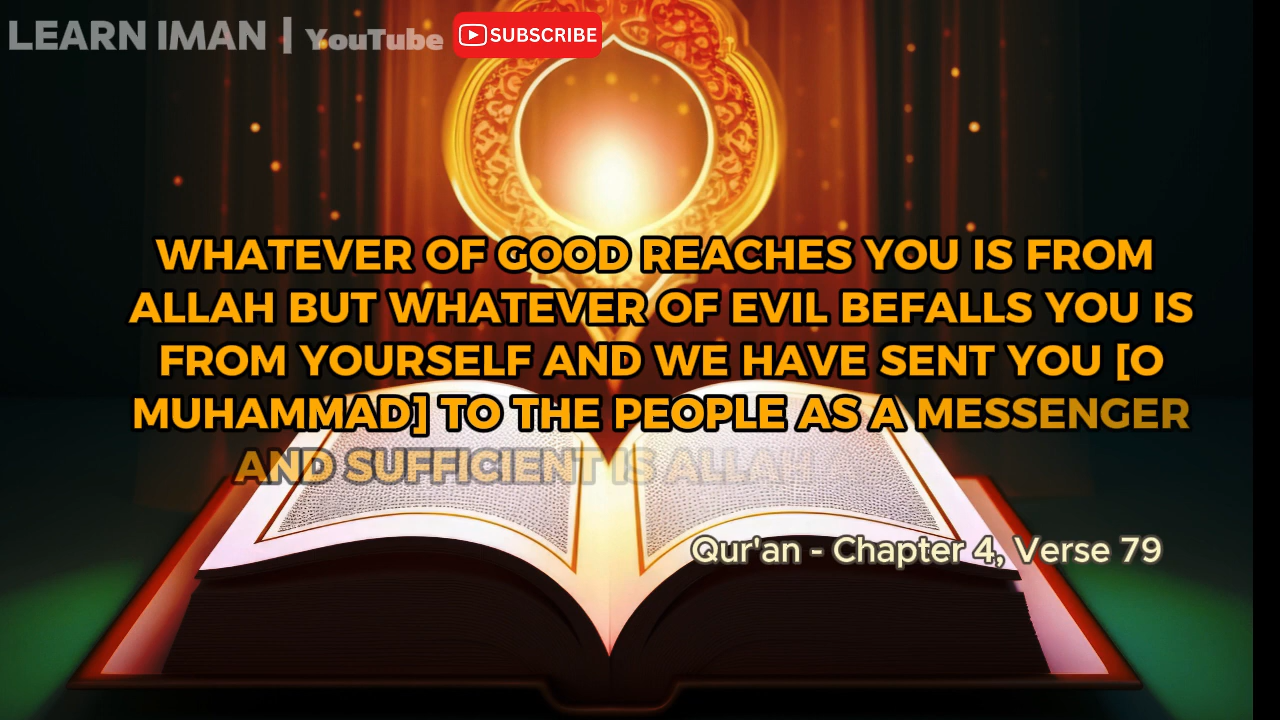 LEARN IMAN | YouTube SUBSCRIBE
WHATEVER OF GOOD REACHES YOU IS FROM
ALLAH BUT WHATEVER OF EVIL BEFALLS YOU IS
FROM YOURSELF AND WE HAVE SENT YOU [O
MUHAMMAD] TO THE PEOPLE AS A MESSENGER
AND SUFFICIENT IS ALLAH
Qur'an - Chapter 4, Verse 79